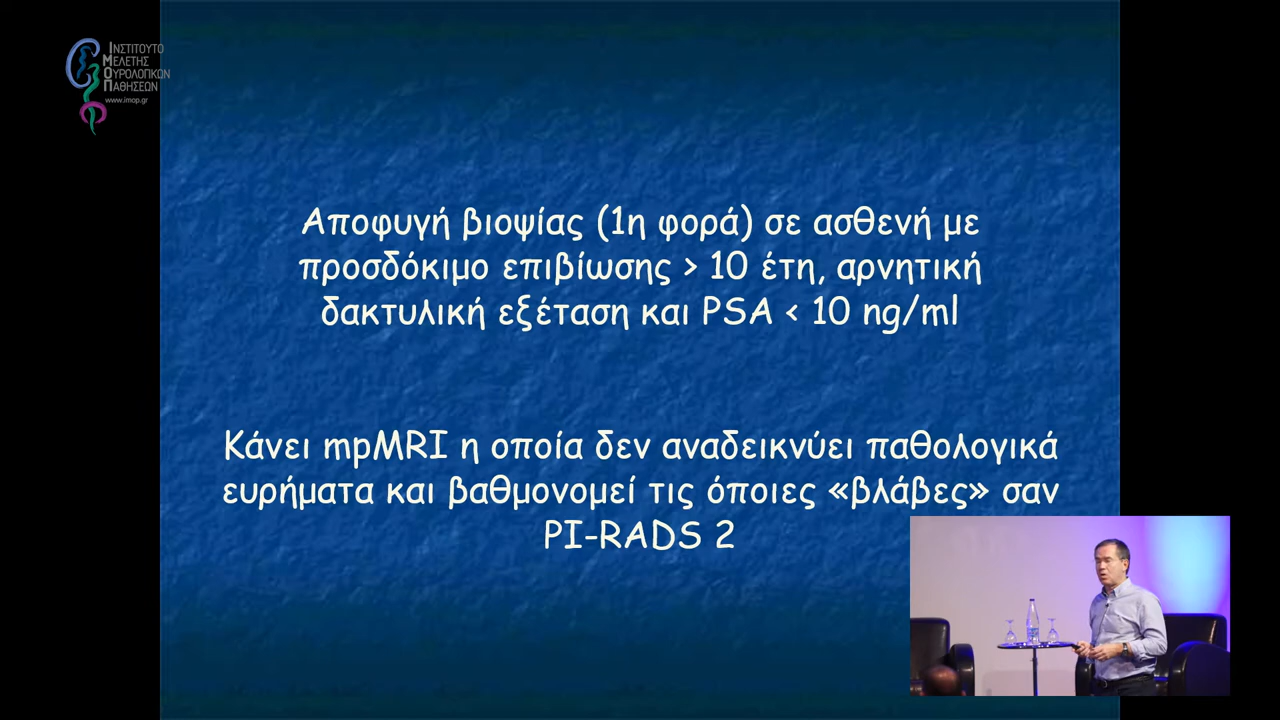 ΙΝΣΤΙΤΟΥΤΟ
ΜΕΛΕΤΗΣ
ΟΥΡΟΛΟΓΙΚΩΝ
ΠΑΘΗΣΕΩΝ
www.imop.gr
Αποφυγή βιοψίας (1η φορά) σε ασθενή με
προσδόκιμο επιβίωσης > 10 έτη, αρνητική
δακτυλική εξέταση και PSA < 10 ng/ml
Κάνει mpMRI η οποία δεν αναδεικνύει παθολογικά
ευρήματα και βαθμονομεί τις όποιες «βλάβες» σαν
PI-RADS 2